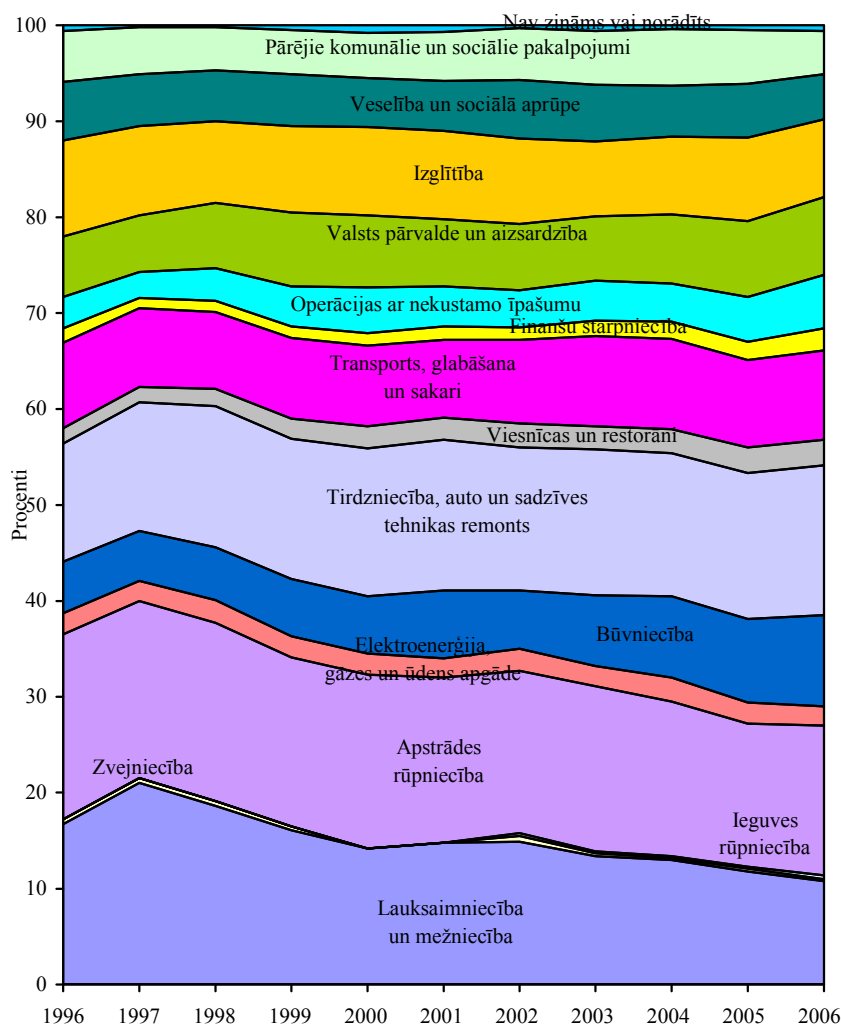 100
90
80
70
60
50
40
30
20
10
0
Procenti
Nav zināms vai norādīts
Pārējie komunālie un sociālie pakalpojumi
Veselība un sociālā aprūpe
Izglītība
Valsts pārvalde un aizsardzība
Operācijas ar nekustamo īpašumu
Finanšu starpniecība
Transports, glabāšana
un sakari
Viesnīcas un restorāni
Tirdzniecība, auto un sadzīves
tehnikas remonts
Būvniecība
Elektroenerģija,
gāzes un ūdens apgāde
Apstrādes
rūpniecība
Zvejniecība
Ieguves
rūpniecība
Lauksaimniecība
un mežniecība
1996 1997 1998 1999 2000 2001 2002 2003 2004 2005 2006